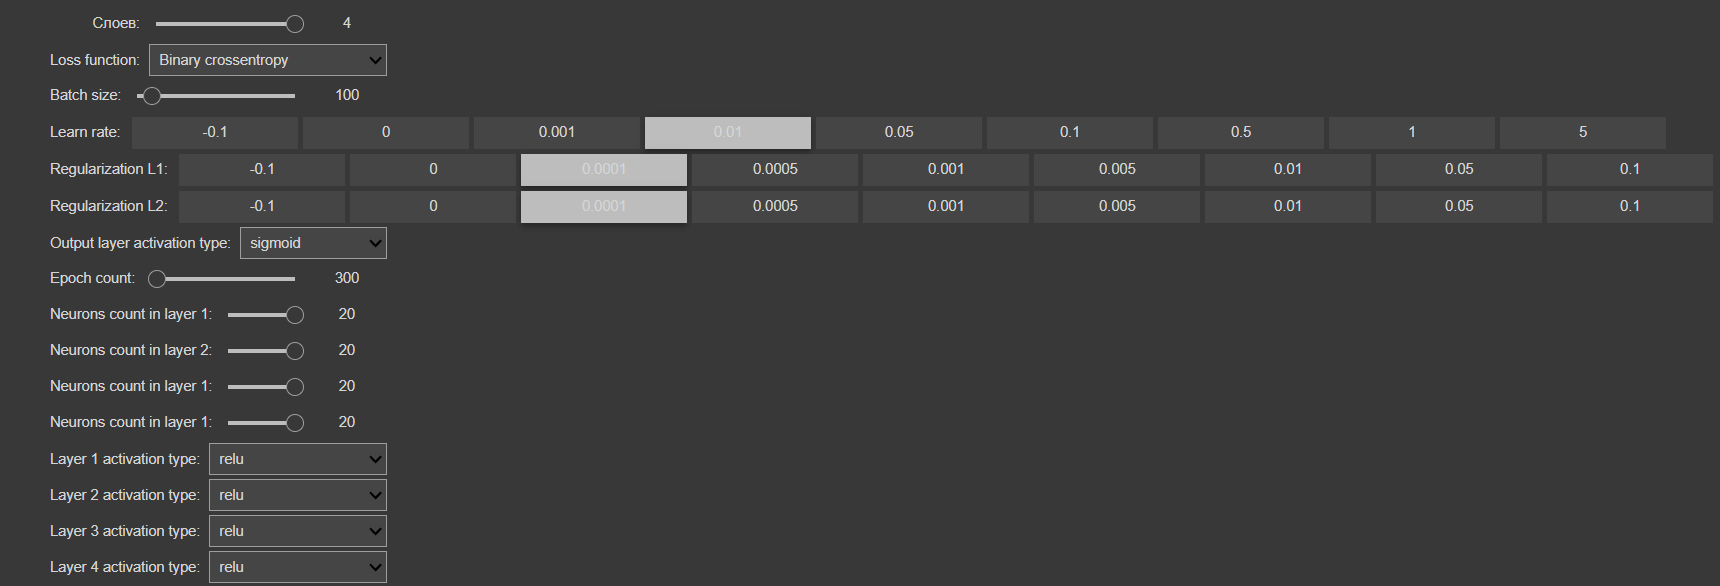 Слоев: 4
Loss function: Binary crossentropy
Batch size: 100
Learn rate: -0.1 0 0.001 0.01 0.05 0.1 0.5 1 5
Regularization L1: -0.1 0 0.0001 0.0005 0.001 0.005 0.01 0.05 0.1
Regularization L2: -0.1 0 0.0001 0.0005 0.001 0.005 0.01 0.05 0.1
Output layer activation type: sigmoid
Epoch count: 300
Neurons count in layer 1: 20
Neurons count in layer 2: 20
Neurons count in layer 1: 20
Neurons count in layer 1: 20
Layer 1 activation type: relu
Layer 2 activation type: relu
Layer 3 activation type: relu
Layer 4 activation type: relu